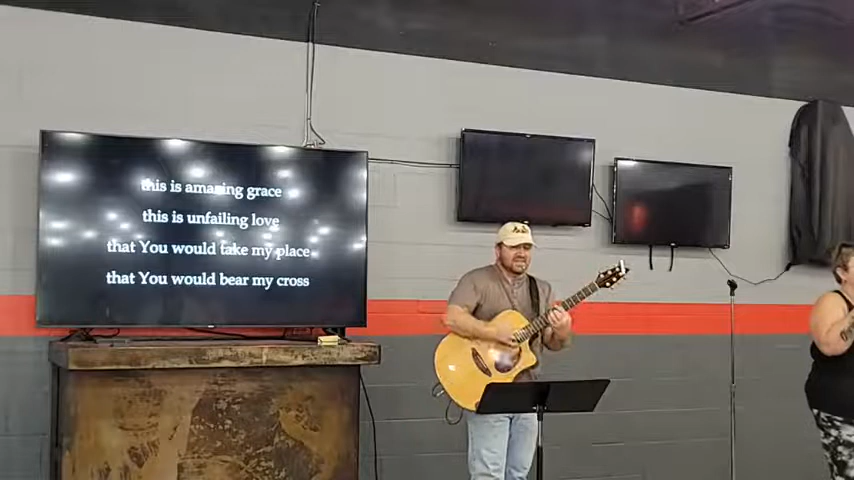 this is amazing grace
this is unfailing love
that You would take my place
that You would bear my cross